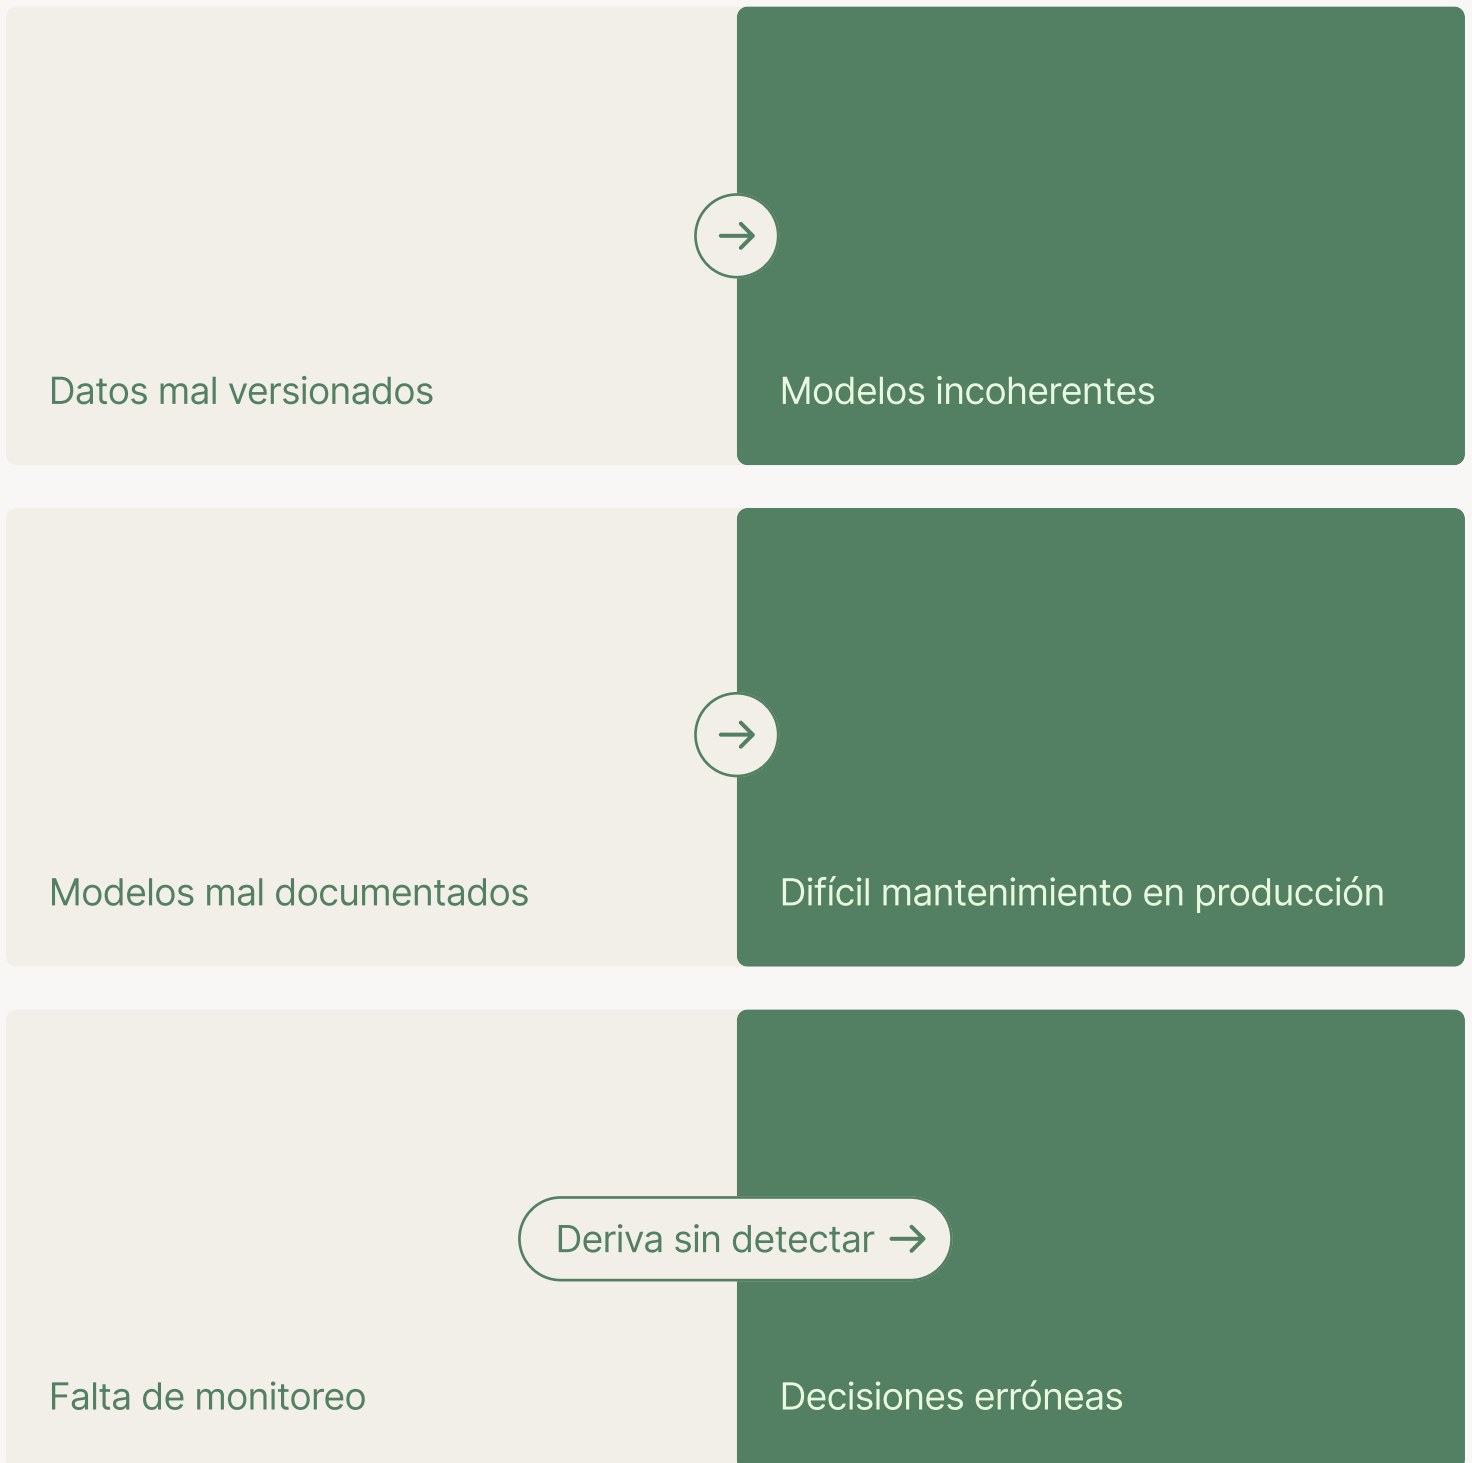 Datos mal versionados
Modelos incoherentes
Modelos mal documentados
Difícil mantenimiento en producción
Deriva sin detectar
Falta de monitoreo
Decisiones erróneas